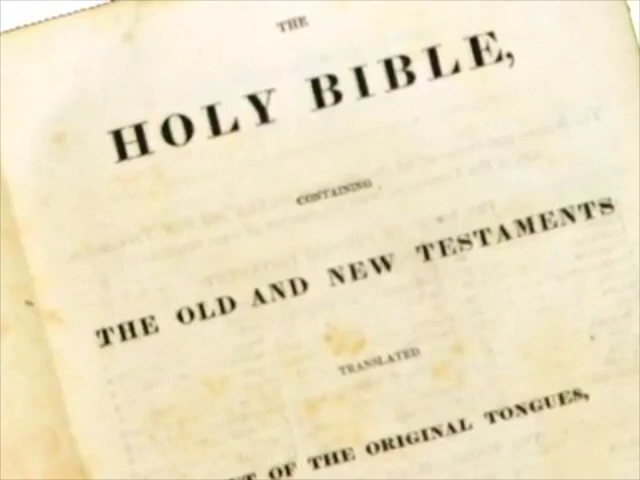 THE
HOLY BIBLE,
CONTAINING
THE OLD AND NEW TESTAMENTS
TRANSLATED
OF THE ORIGINAL TONGUES,